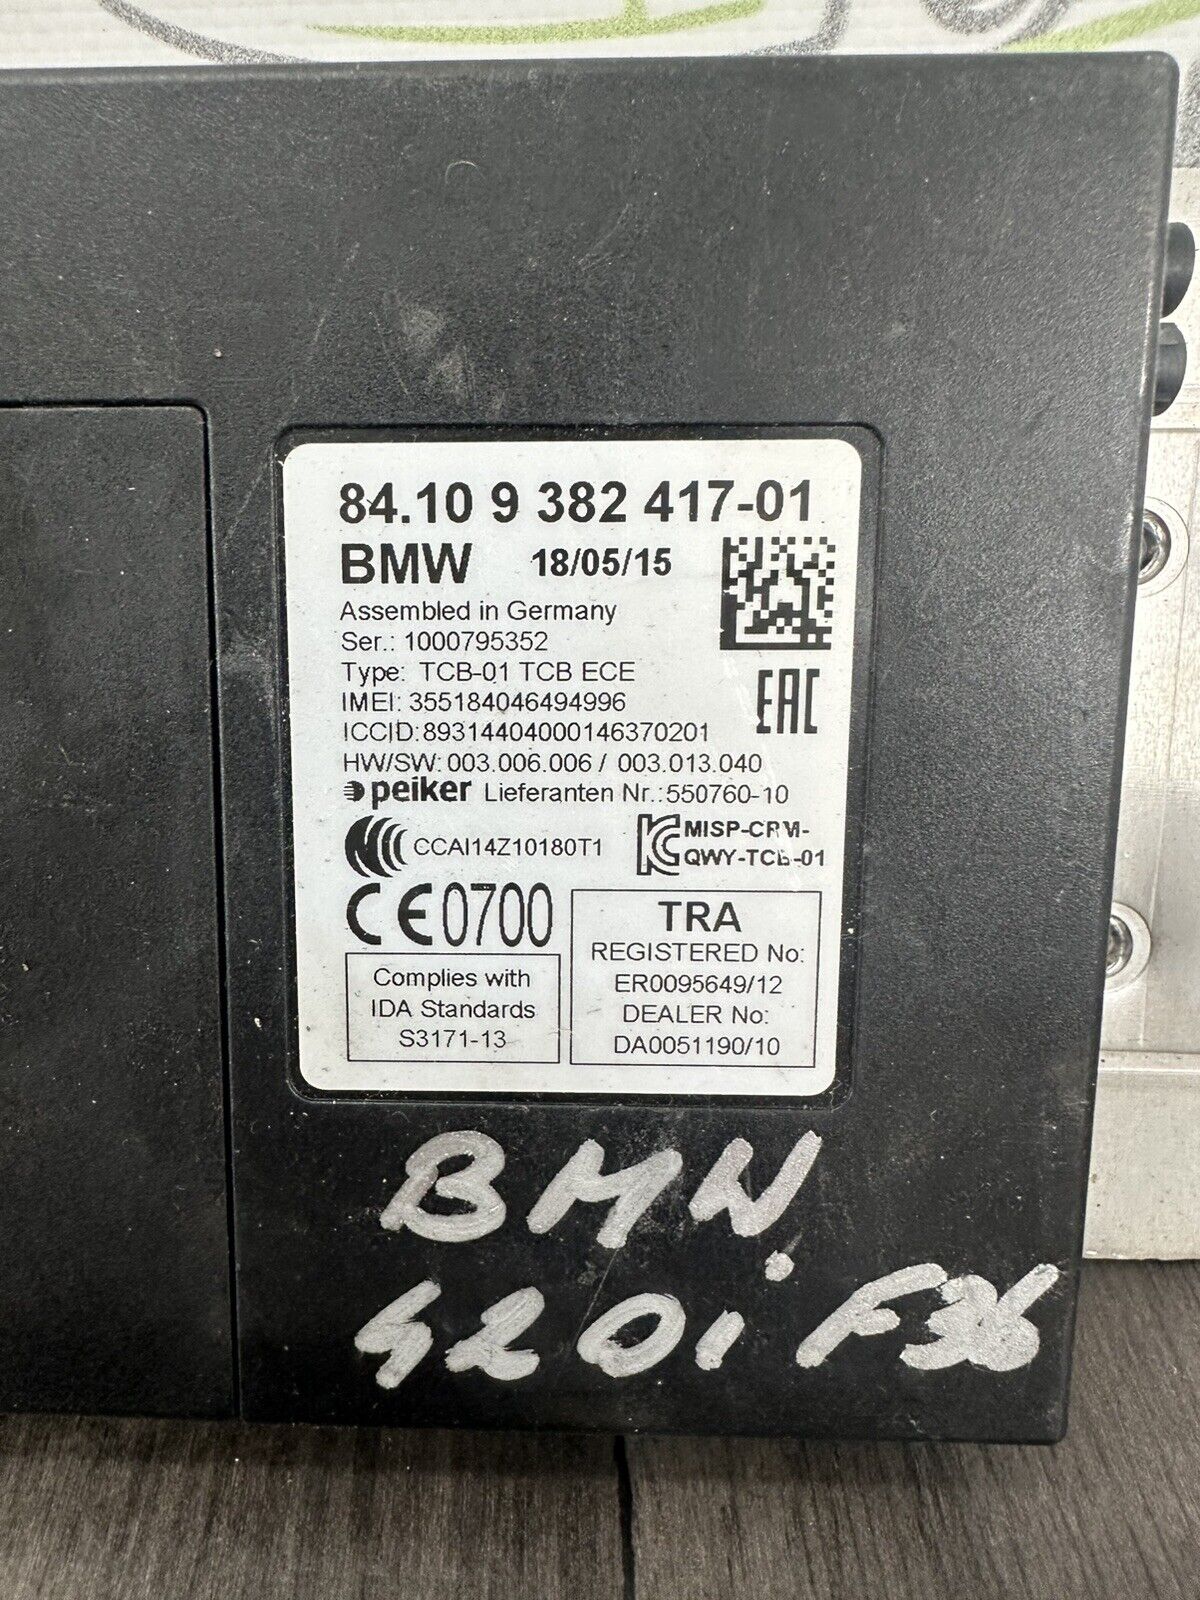 84.10 9 382 417-01
BMW 18/05/15
Assembled in Germany
Ser.: 1000795352
Type: TCB-01 TCB ECE
IMEI: 355184046494996
ICCID:89314404000146370201
EAC
HW/SW: 003.006.006 / 003.013.040
peiker Lieferanten Nr.:550760-10
CCAI14Z10180T1
MISP-CRM-
QWY-TCB-01
CE0700
Complies with
IDA Standards
S3171-13
TRA
REGISTERED No:
ER0095649/12
DEALER No:
DA0051190/10
BMW.
420i F36